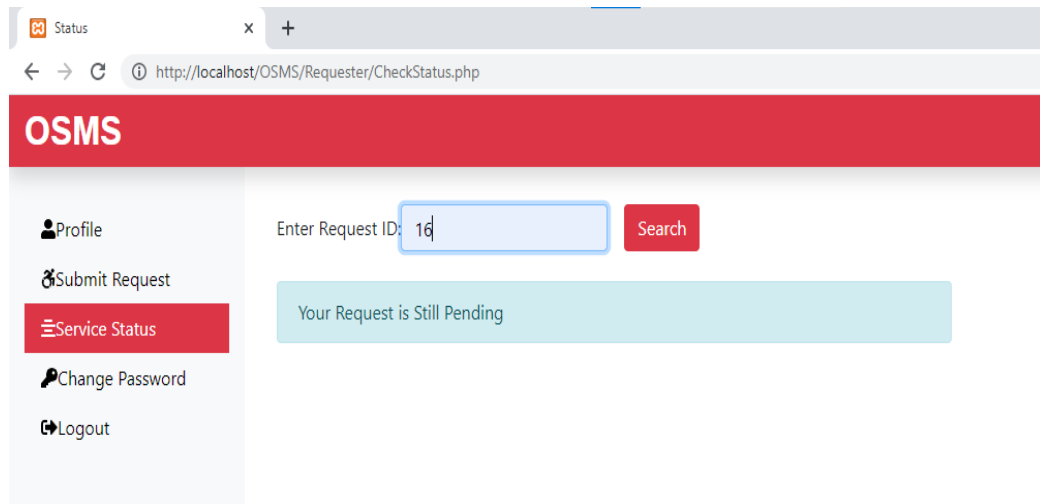 Status
http://localhost/OSMS/Requester/CheckStatus.php
OSMS
Profile
Submit Request
Service Status
Change Password
Logout
Enter Request ID: 16 Search
Your Request is Still Pending